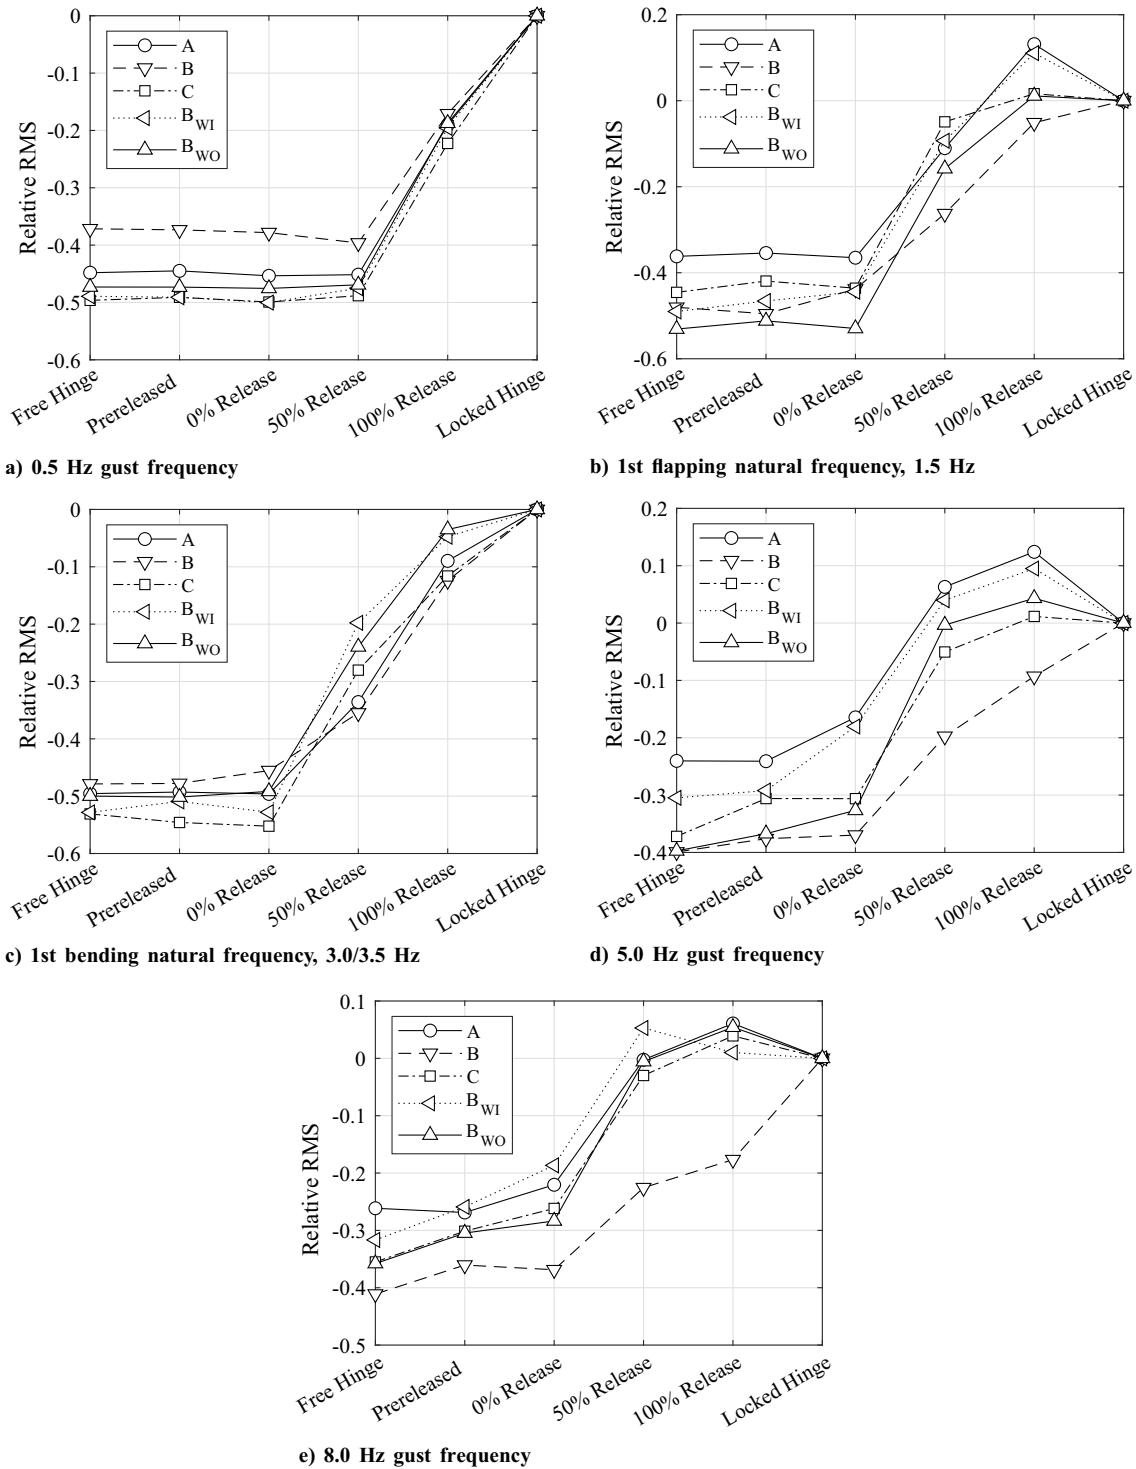 0
-0.1
-0.2
-0.3
-0.4
-0.5
-0.6
Relative RMS
A
B
C
B_WI
B_WO
Free Hinge
Prereleased
0% Release
50% Release
100% Release
Locked Hinge
a) 0.5 Hz gust frequency
0.2
0
-0.2
-0.4
-0.6
Relative RMS
A
B
C
B_WI
B_WO
Free Hinge
Prereleased
0% Release
50% Release
100% Release
Locked Hinge
b) 1st flapping natural frequency, 1.5 Hz
0
-0.1
-0.2
-0.3
-0.4
-0.5
-0.6
Relative RMS
A
B
C
B_WI
B_WO
Free Hinge
Prereleased
0% Release
50% Release
100% Release
Locked Hinge
c) 1st bending natural frequency, 3.0/3.5 Hz
0.2
0.1
0
-0.1
-0.2
-0.3
-0.4
Relative RMS
A
B
C
B_WI
B_WO
Free Hinge
Prereleased
0% Release
50% Release
100% Release
Locked Hinge
d) 5.0 Hz gust frequency
0.1
0
-0.1
-0.2
-0.3
-0.4
-0.5
Relative RMS
A
B
C
B_WI
B_WO
Free Hinge
Prereleased
0% Release
50% Release
100% Release
Locked Hinge
e) 8.0 Hz gust frequency